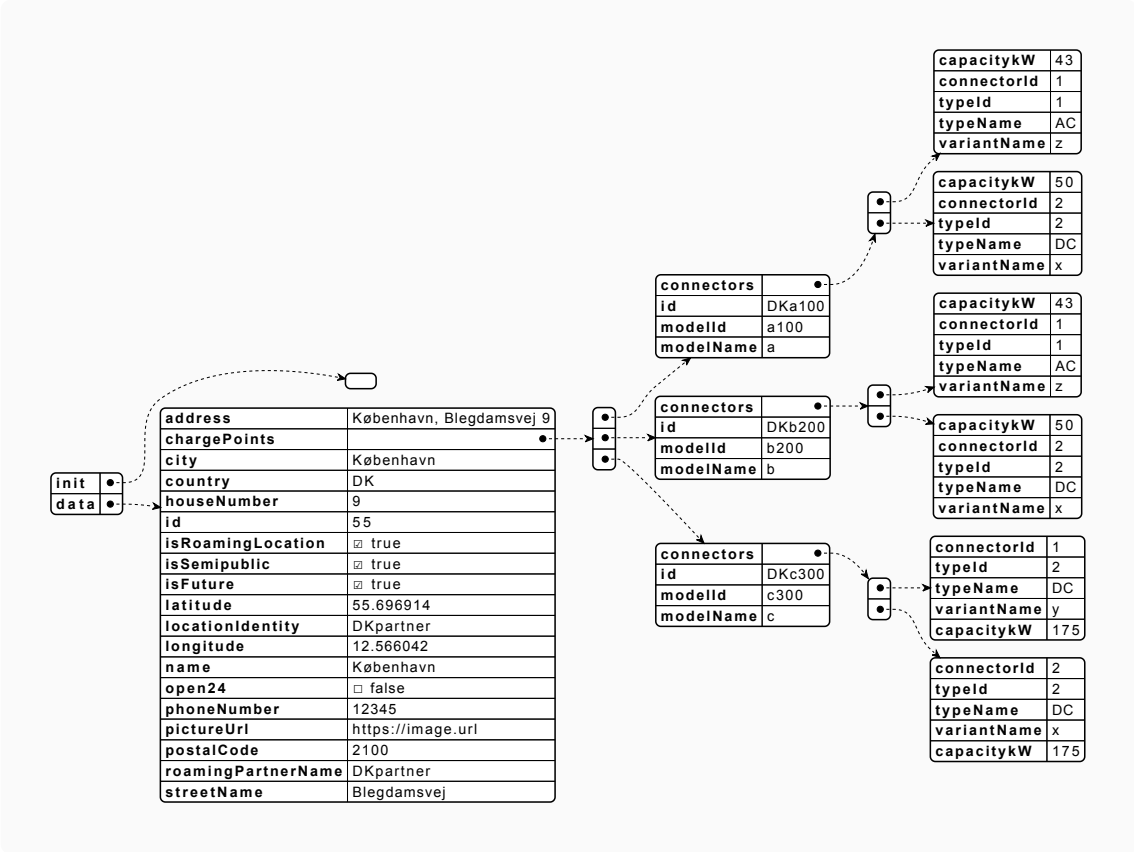 init
data
address København, Blegdamsvej 9
chargePoints
city København
country DK
houseNumber 9
id 55
isRoamingLocation ☑ true
isSemipublic ☑ true
isFuture ☑ true
latitude 55.696914
locationIdentity DKpartner
longitude 12.566042
name København
open24 ☐ false
phoneNumber 12345
pictureUrl https://image.url
postalCode 2100
roamingPartnerName DKpartner
streetName Blegdamsvej
connectors
id DKa100
modelId a100
modelName a
connectors
id DKb200
modelId b200
modelName b
connectors
id DKc300
modelId c300
modelName c
capacitykW 43
connectorId 1
typeId 1
typeName AC
variantName z
capacitykW 50
connectorId 2
typeId 2
typeName DC
variantName x
capacitykW 43
connectorId 1
typeId 1
typeName AC
variantName z
capacitykW 50
connectorId 2
typeId 2
typeName DC
variantName x
connectorId 1
typeId 2
typeName DC
variantName y
capacitykW 175
connectorId 2
typeId 2
typeName DC
variantName x
capacitykW 175